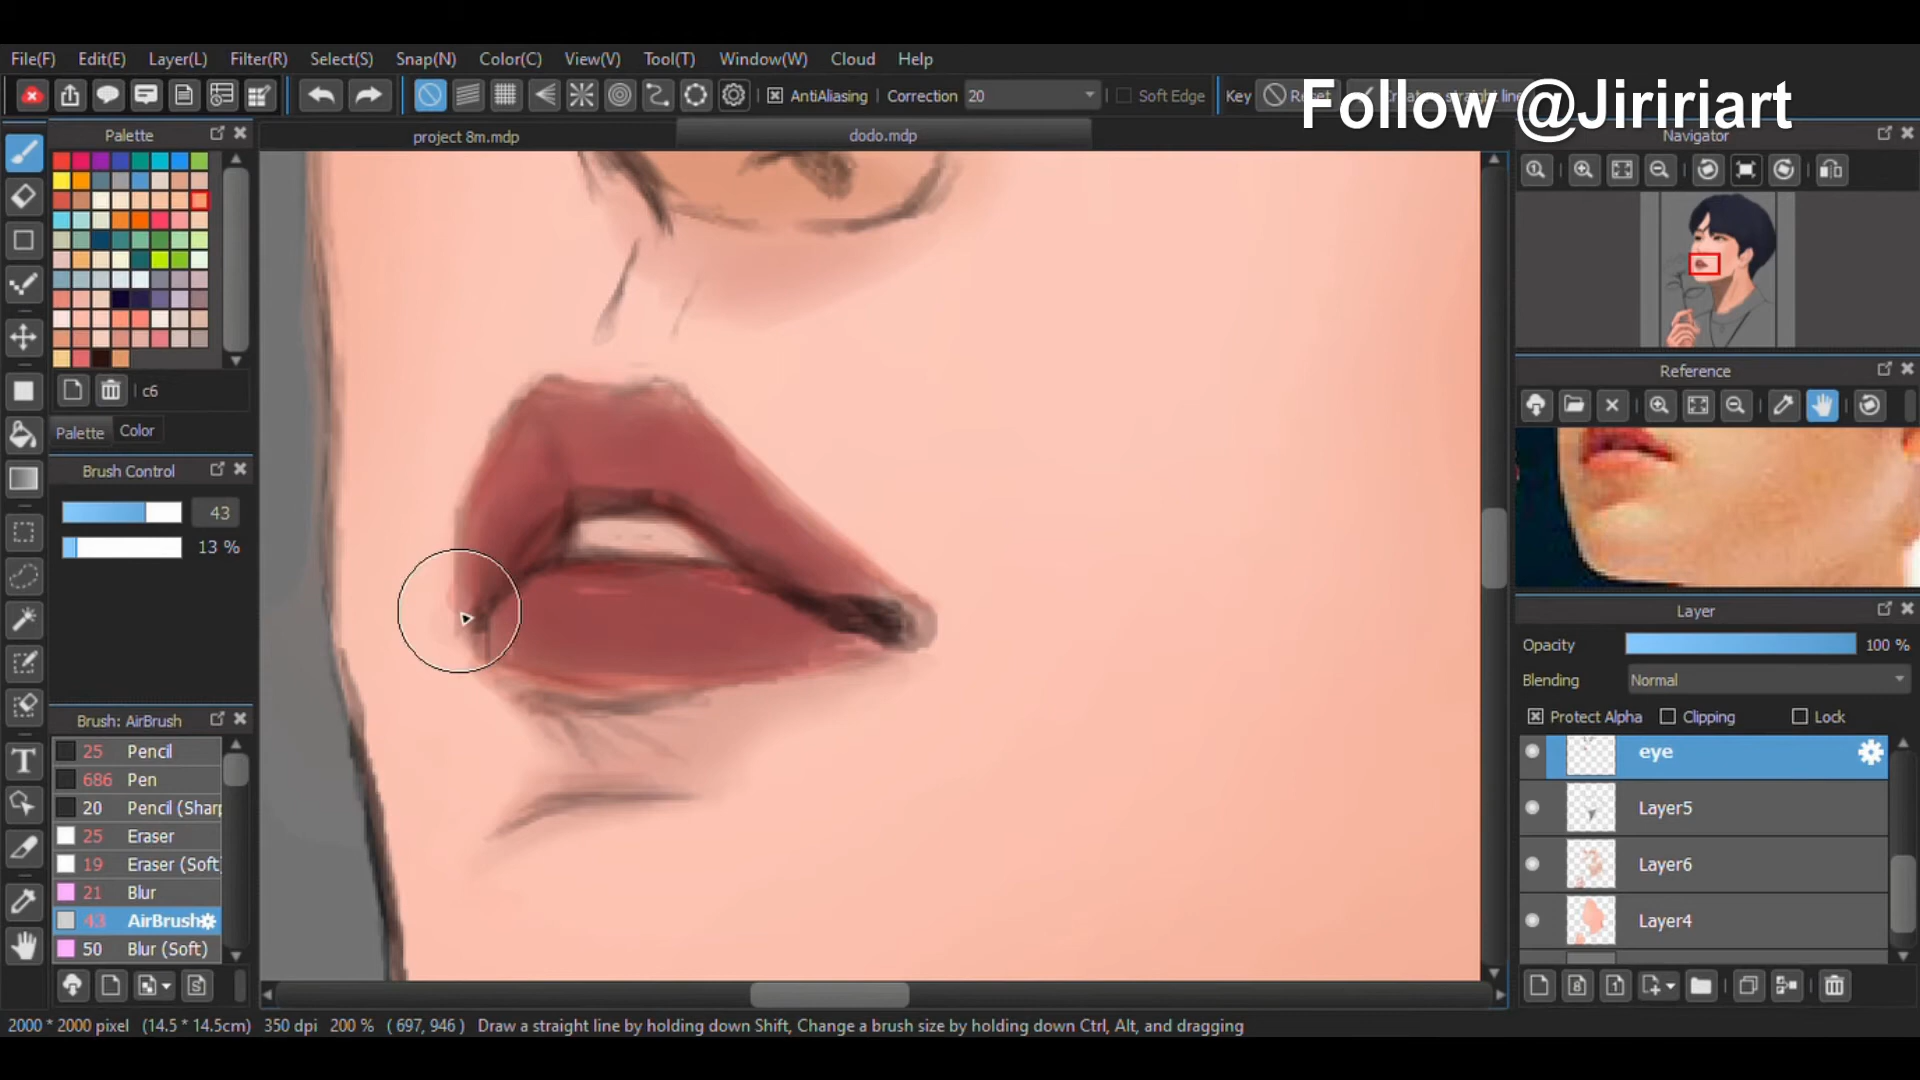 File(F) Edit(E) Layer(L) Filter(R) Select(S) Snap(N) Color(C) View(V) Tool(T) Window(W) Cloud Help
AntiAliasing Correction 20 Soft Edge Key Reset
Follow @Jiririart
Palette
project 8m.mdp dodo.mdp
Navigator
c6
Palette Color
Brush Control
43
13 %
Brush: AirBrush
25 Pencil
686 Pen
20 Pencil (Sharp
25 Eraser
19 Eraser (Soft
21 Blur
43 AirBrush
50 Blur (Soft)
Reference
Layer
Opacity 100 %
Blending Normal
Protect Alpha Clipping Lock
eye
Layer5
Layer6
Layer4
2000 * 2000 pixel (14.5 * 14.5cm) 350 dpi 200 % ( 697, 946 ) Draw a straight line by holding down Shift, Change a brush size by holding down Ctrl, Alt, and dragging